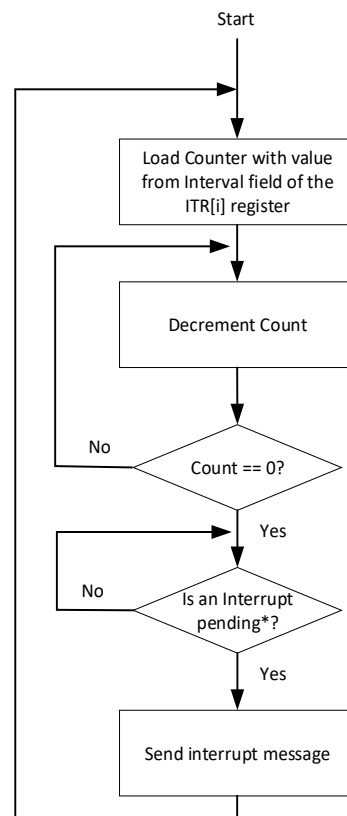 Start
Load Counter with value
from Interval field of the
ITR[i] register
Decrement Count
No
Count == 0?
Yes
No
Is an Interrupt
pending*?
Yes
Send interrupt message